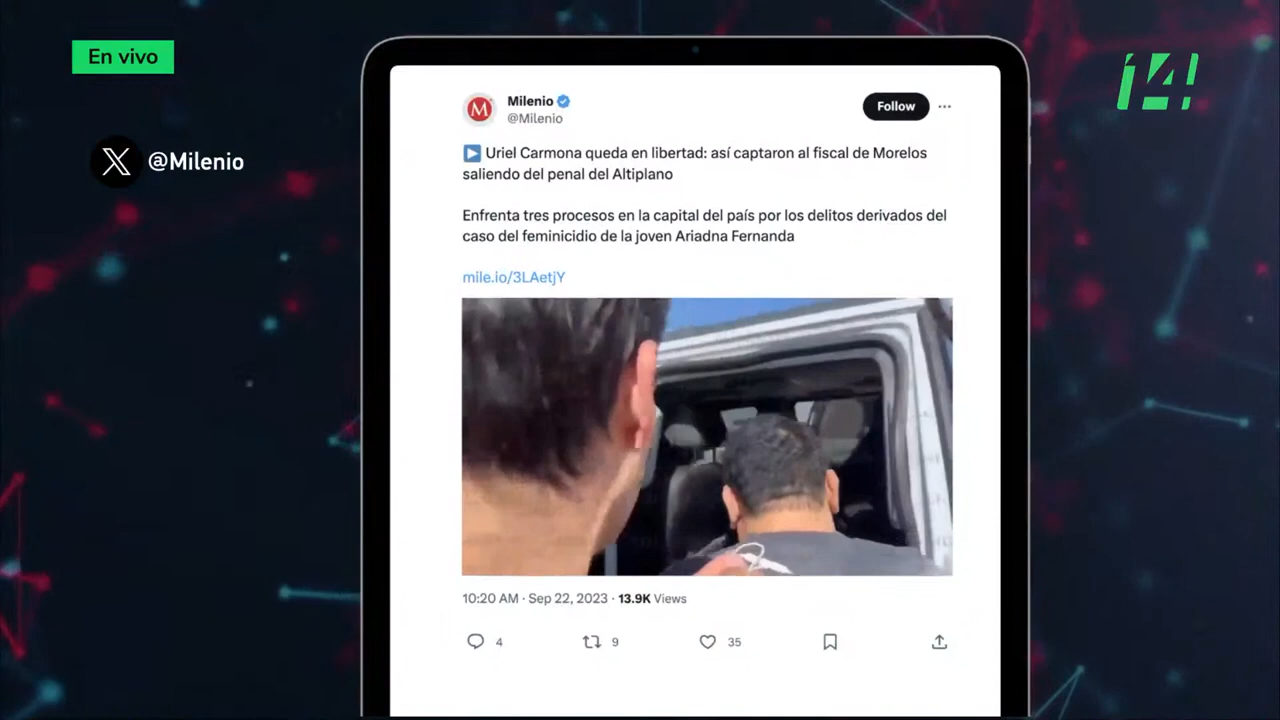 En vivo
14!
@Milenio
Milenio
@Milenio
Follow
Uriel Carmona queda en libertad: así captaron al fiscal de Morelos
saliendo del penal del Altiplano
Enfrenta tres procesos en la capital del país por los delitos derivados del
caso del feminicidio de la joven Ariadna Fernanda
mile.io/3LAetjY
10:20 AM · Sep 22, 2023 · 13.9K Views
4
9
35